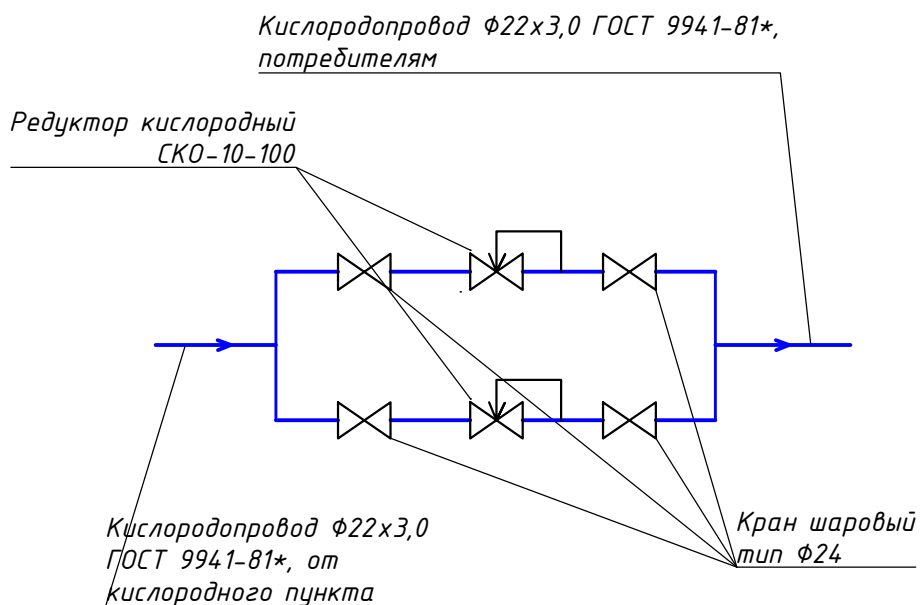 Кислородопровод Ф22х3,0 ГОСТ 9941-81*,
потребителям
Редуктор кислородный
СКО-10-100
Кислородопровод Ф22х3,0
ГОСТ 9941-81*, от
кислородного пункта
Кран шаровый
тип Ф24